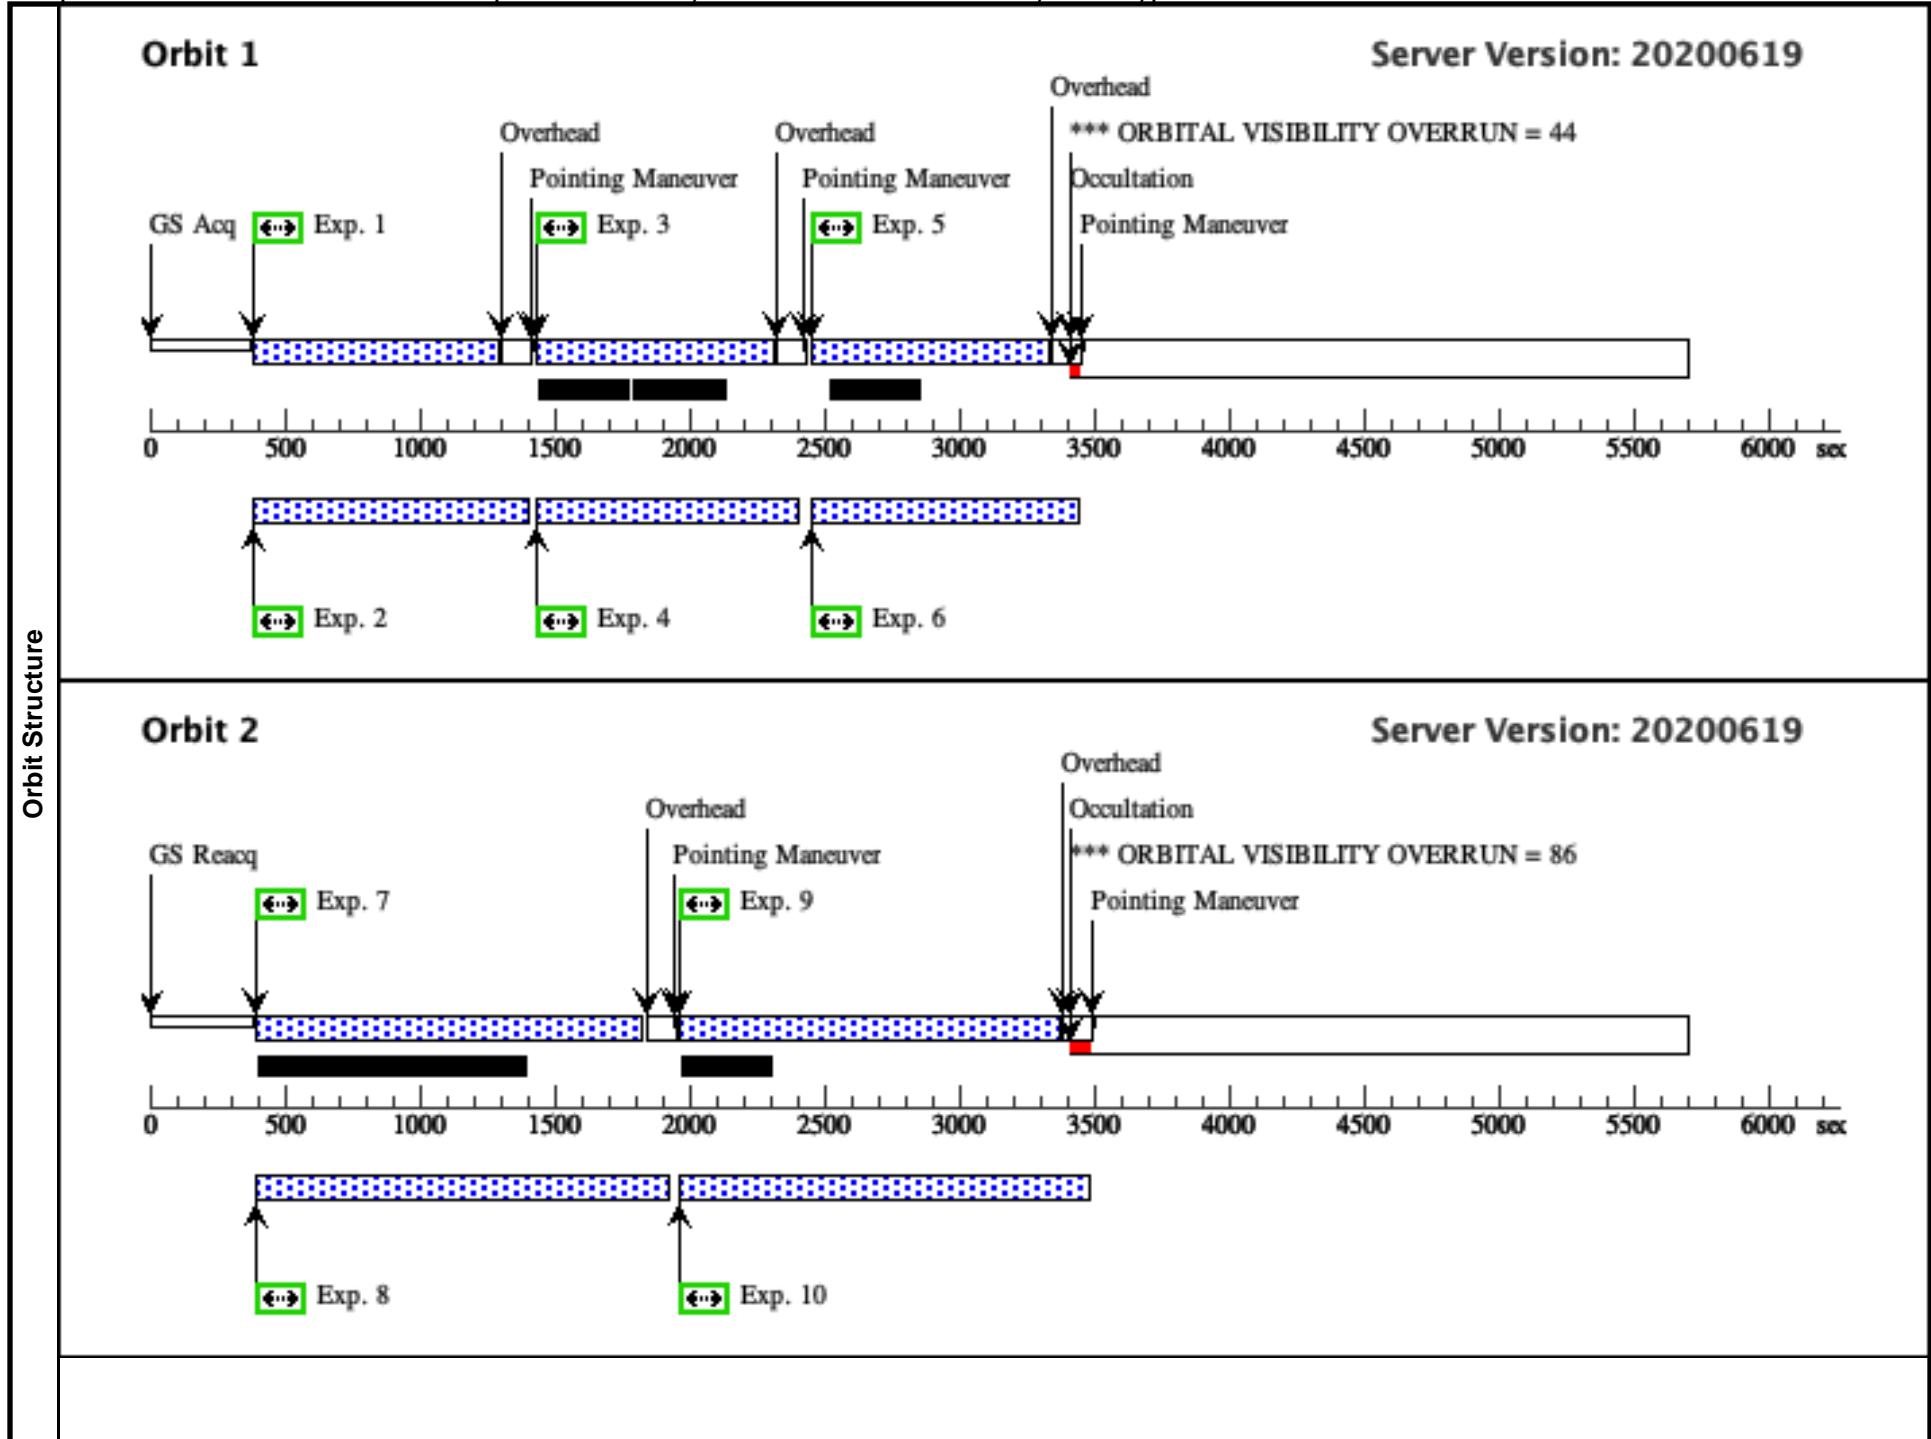 Orbit Structure
Orbit 1
Server Version: 20200619
Overhead
Overhead
Overhead
*** ORBITAL VISIBILITY OVERRUN = 44
Pointing Maneuver
Pointing Maneuver
Occultation
GS Acq
Exp. 1
Exp. 3
Exp. 5
Pointing Maneuver
0 500 1000 1500 2000 2500 3000 3500 4000 4500 5000 5500 6000 sec
Exp. 2
Exp. 4
Exp. 6
Orbit 2
Server Version: 20200619
Overhead
Overhead
Occultation
GS Reacq
Pointing Maneuver
*** ORBITAL VISIBILITY OVERRUN = 86
Exp. 7
Exp. 9
Pointing Maneuver
0 500 1000 1500 2000 2500 3000 3500 4000 4500 5000 5500 6000 sec
Exp. 8
Exp. 10